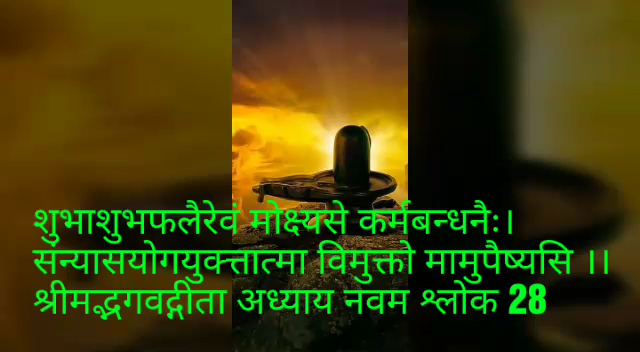 शुभाशुभफलैरेवं मोक्ष्यसे कर्मबन्धनैः।
सन्यासयोगयुक्तात्मा विमुक्तो मामुपैष्यसि ।।
श्रीमद्भगवद्गीता अध्याय नवम श्लोक 28